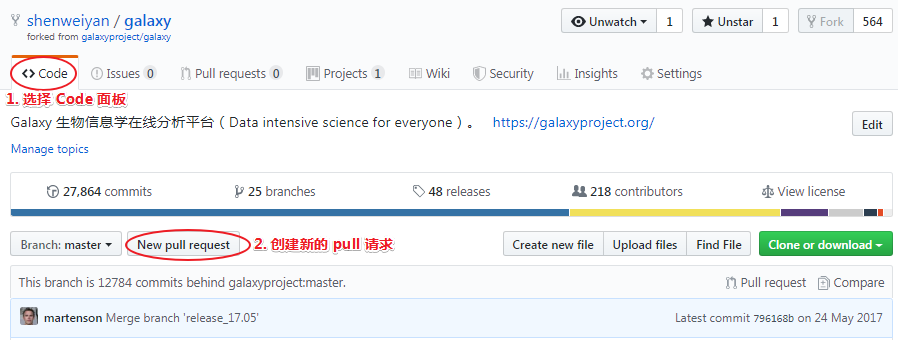 shenweiyan / galaxy
forked from galaxyproject/galaxy
Unwatch 1 Unstar 1 Fork 564
Code Issues 0 Pull requests 0 Projects 1 Wiki Security Insights Settings
1. 选择 Code 面板
Galaxy 生物信息学在线分析平台（Data intensive science for everyone）。 https://galaxyproject.org/ Edit
Manage topics
27,864 commits 25 branches 48 releases 218 contributors View license
Branch: master New pull request 2. 创建新的 pull 请求 Create new file Upload files Find File Clone or download
This branch is 12784 commits behind galaxyproject:master. Pull request Compare
martenson Merge branch 'release_17.05' Latest commit 796168b on 24 May 2017